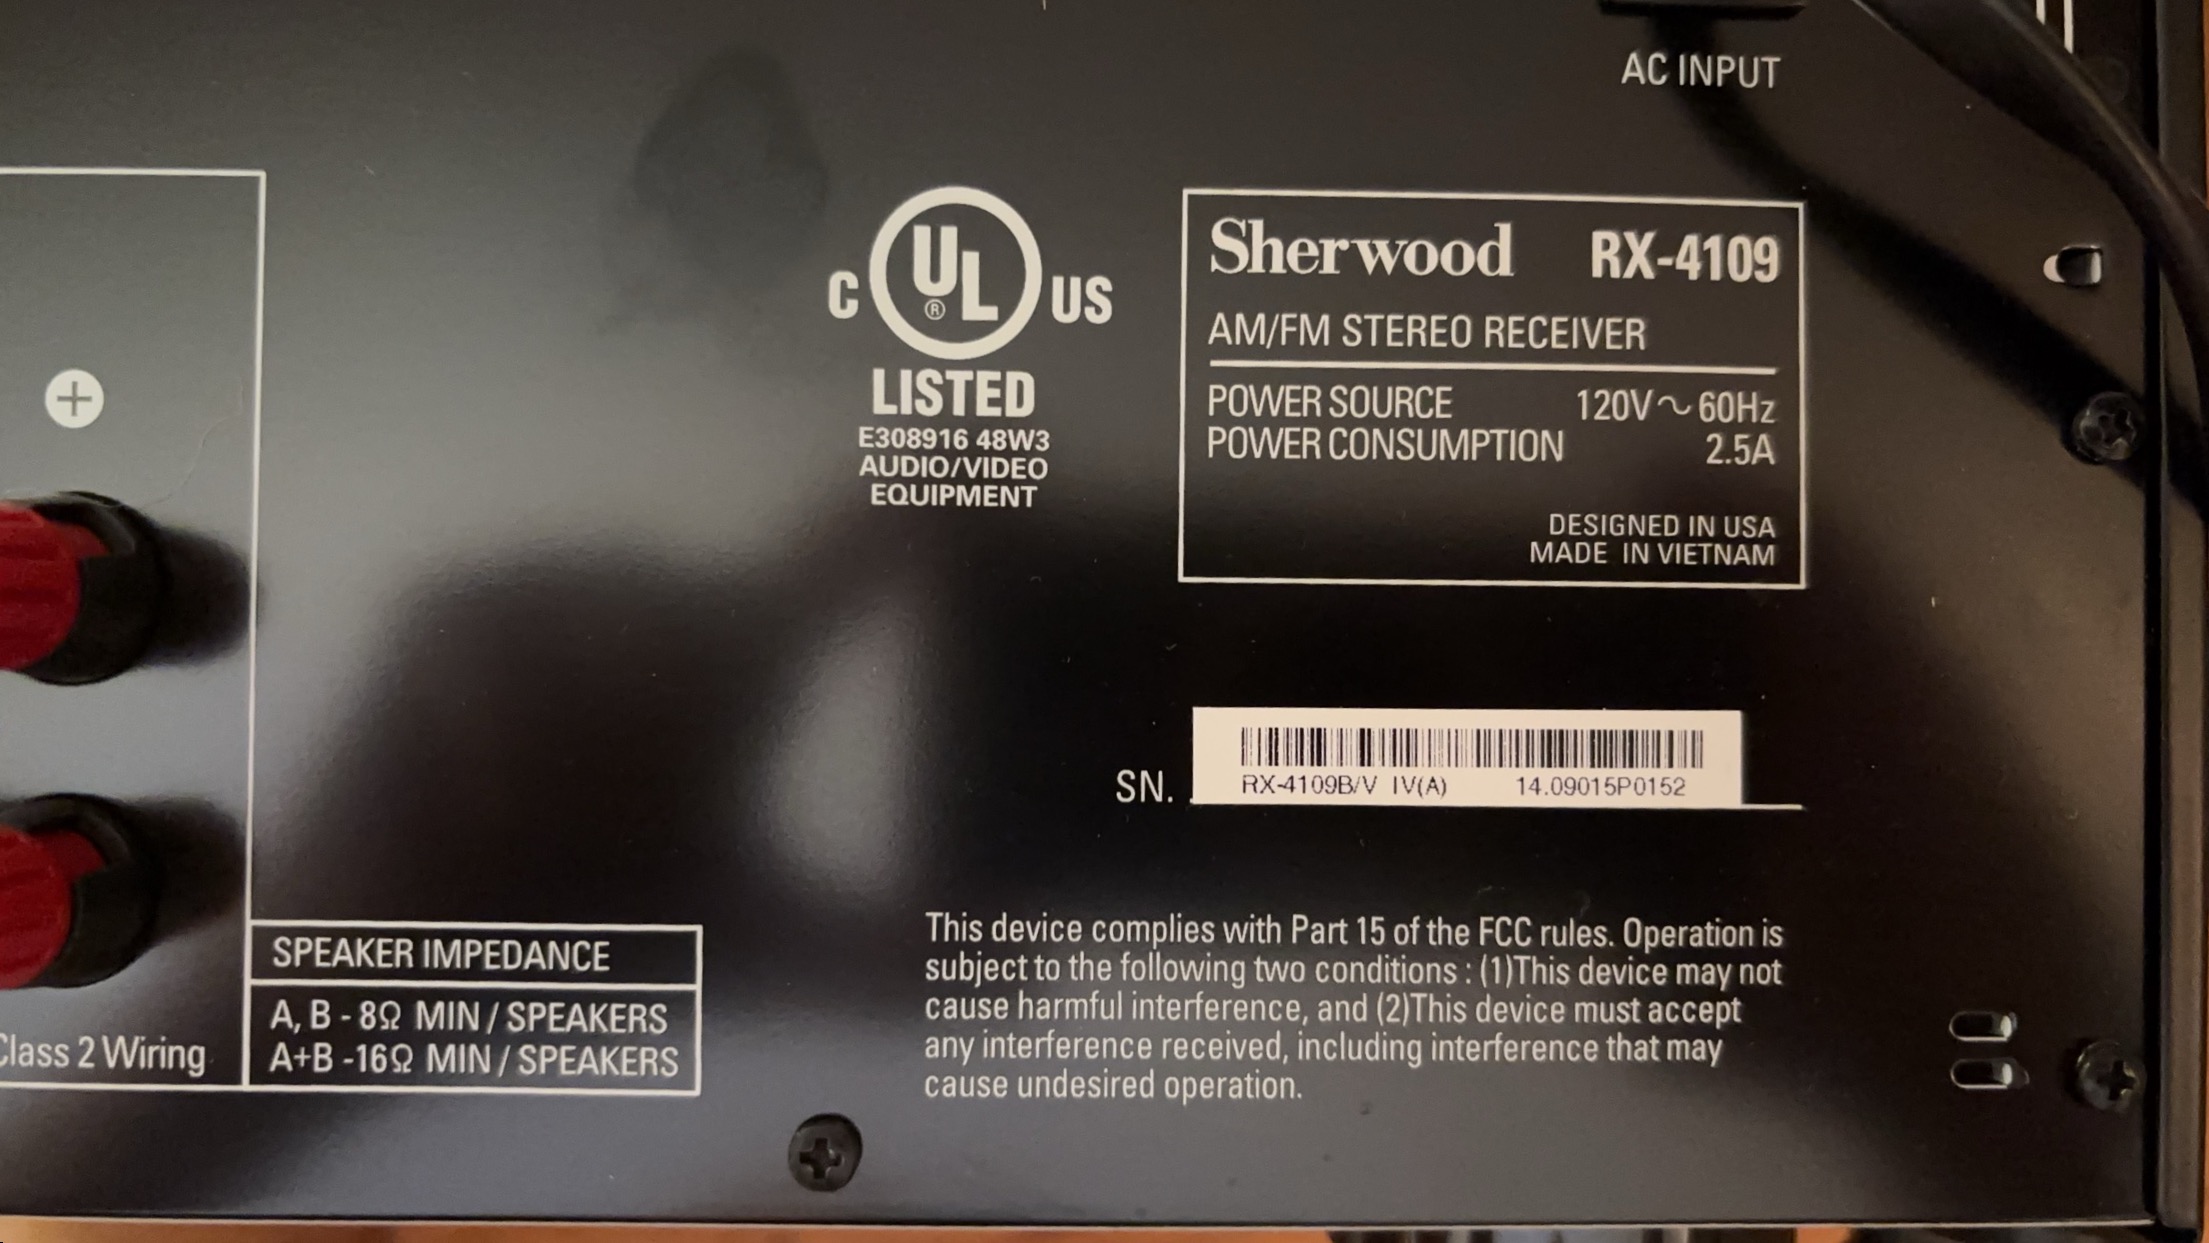 AC INPUT
C UL® US
LISTED
E308916 48W3
AUDIO/VIDEO
EQUIPMENT
Sherwood RX-4109
AM/FM STEREO RECEIVER
POWER SOURCE 120V～60Hz
POWER CONSUMPTION 2.5A
DESIGNED IN USA
MADE IN VIETNAM
SN. RX-4109B/V IV(A) 14.09015P0152
+
Class 2 Wiring
SPEAKER IMPEDANCE
A, B - 8Ω MIN / SPEAKERS
A+B -16Ω MIN / SPEAKERS
This device complies with Part 15 of the FCC rules. Operation is
subject to the following two conditions : (1)This device may not
cause harmful interference, and (2)This device must accept
any interference received, including interference that may
cause undesired operation.